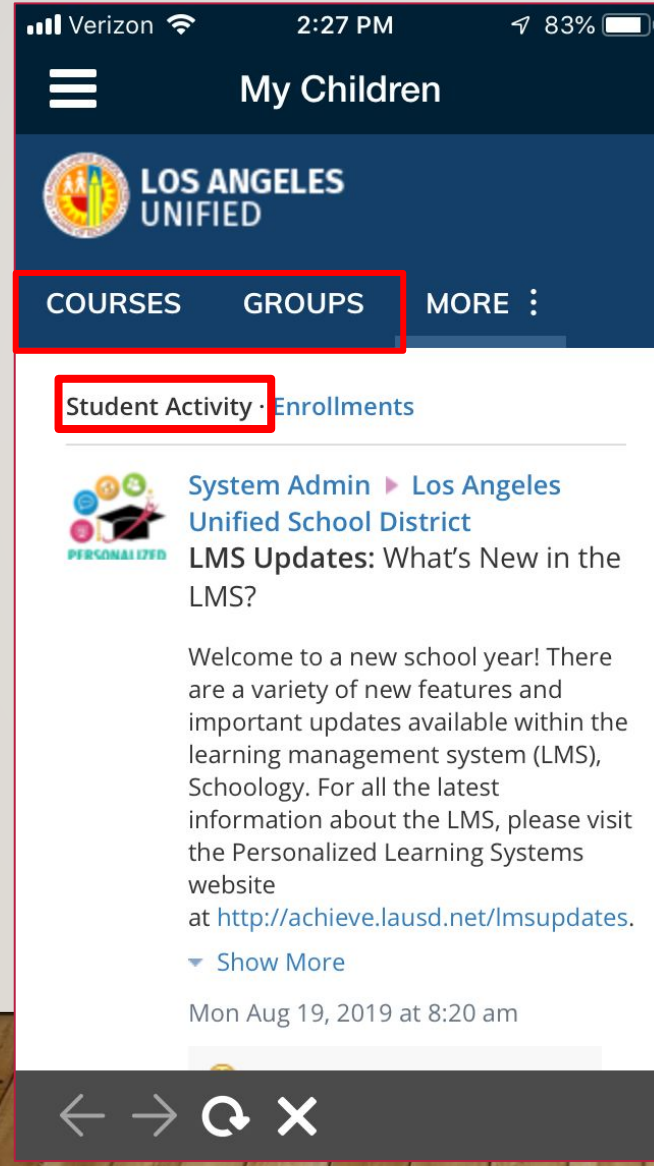 Verizon 2:27 PM 83%
My Children
LOS ANGELES
UNIFIED
COURSES GROUPS MORE
Student Activity · Enrollments
PERSONALIZED
System Admin ▶ Los Angeles
Unified School District
LMS Updates: What's New in the
LMS?
Welcome to a new school year! There
are a variety of new features and
important updates available within the
learning management system (LMS),
Schoology. For all the latest
information about the LMS, please visit
the Personalized Learning Systems
website
at http://achieve.lausd.net/lmsupdates.
Show More
Mon Aug 19, 2019 at 8:20 am